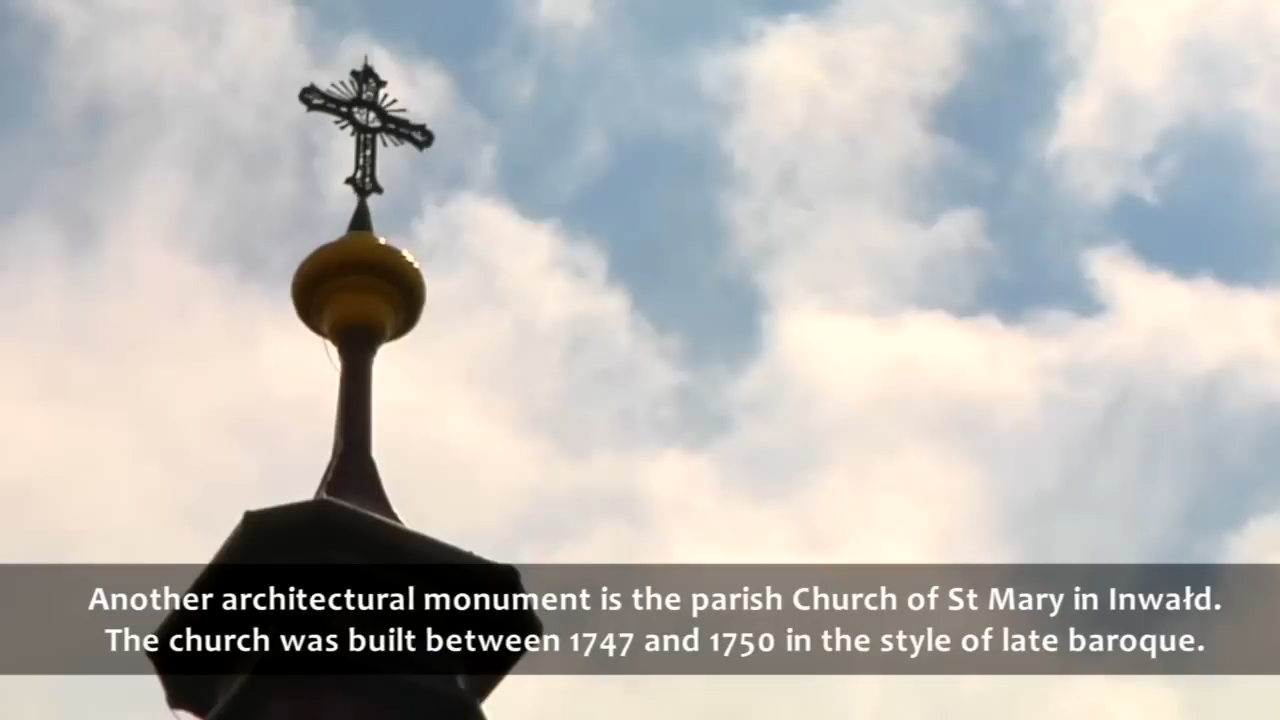 Another architectural monument is the parish Church of St Mary in Inwałd.
The church was built between 1747 and 1750 in the style of late baroque.